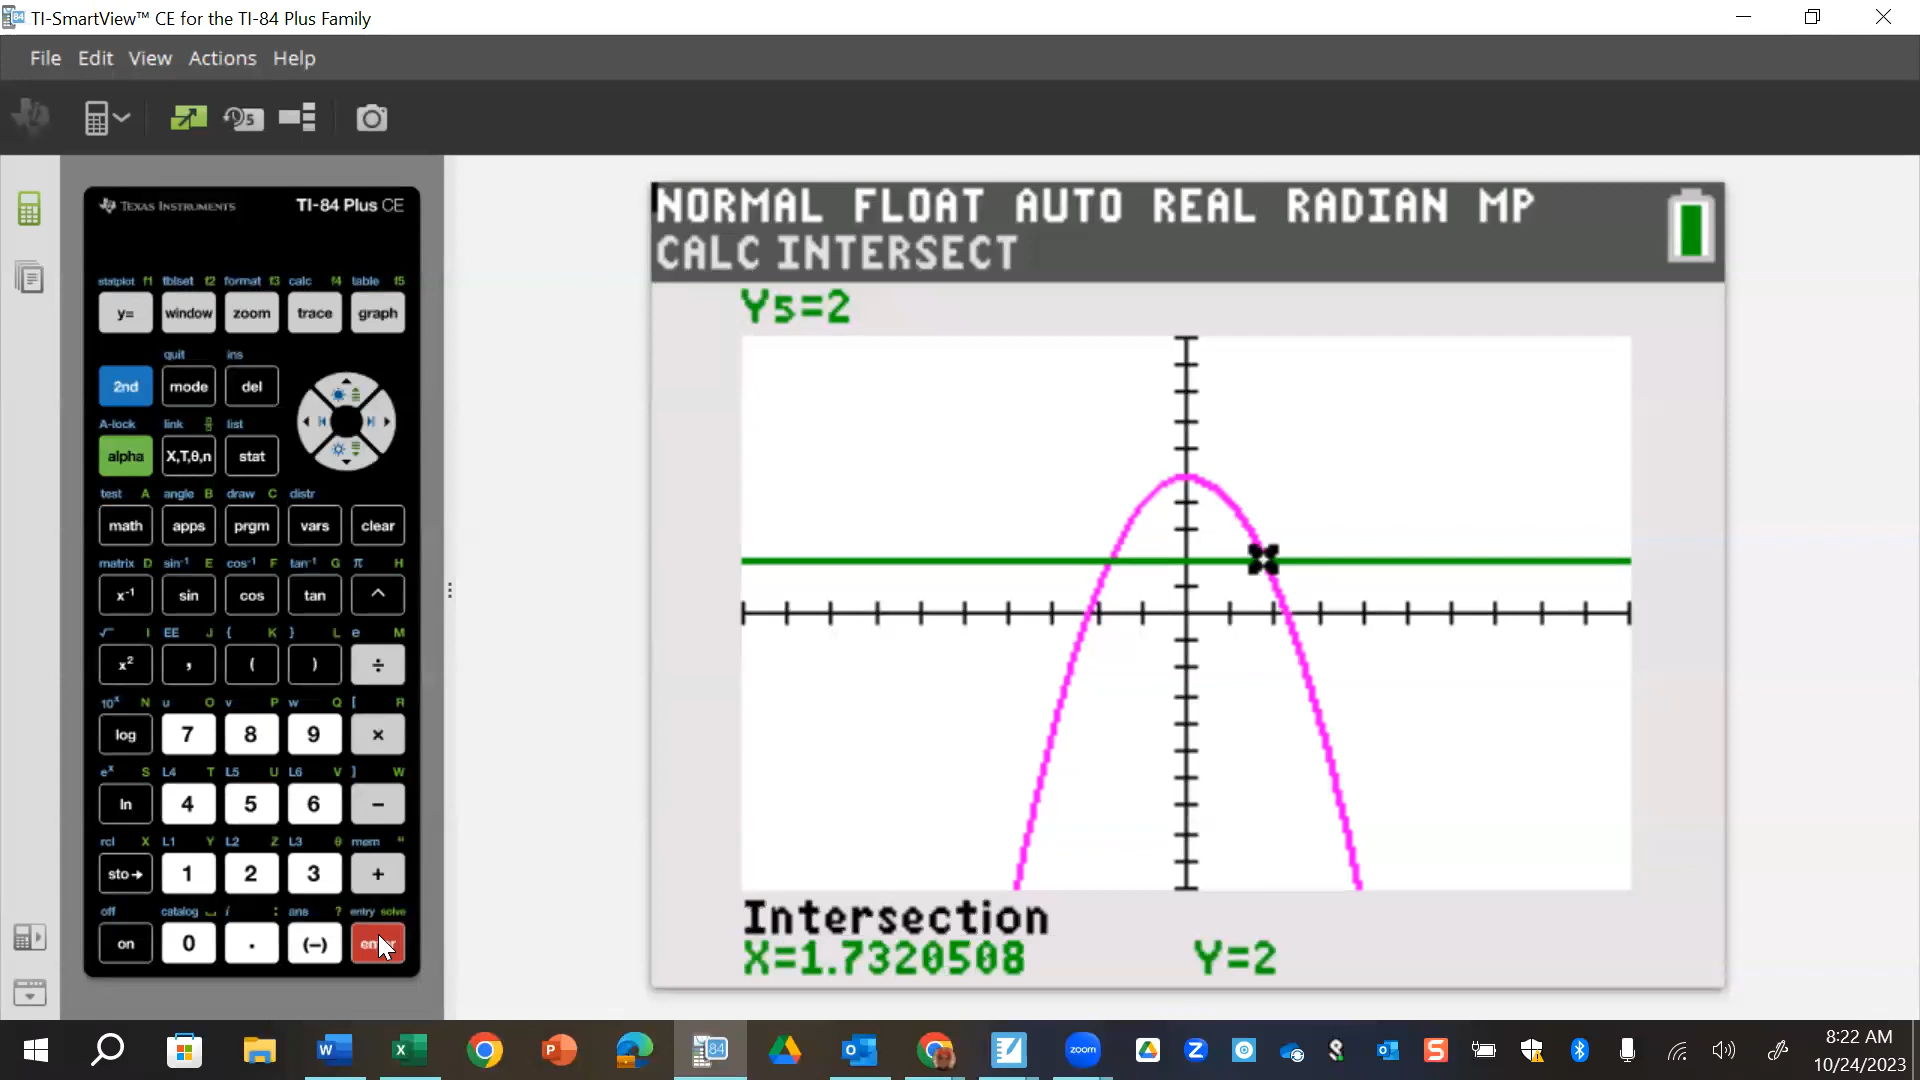 TI-SmartView™ CE for the TI-84 Plus Family
File Edit View Actions Help
5
NORMAL FLOAT AUTO REAL RADIAN MP
CALC INTERSECT
Y5=2
Intersection
X=1.7320508 Y=2
TEXAS INSTRUMENTS TI-84 Plus CE
statplot f1 tblset f2 format f3 calc f4 table f5
y= window zoom trace graph
quit ins
2nd mode del
A-lock link list
alpha X,T,θ,n stat
test A angle B draw C distr
math apps prgm vars clear
matrix D sin⁻¹ E cos⁻¹ F tan⁻¹ G π H
x⁻¹ sin cos tan ^
√ I EE J { K } L e M
x² , ( ) ÷
10ˣ N u O v P w Q [ R
log 7 8 9 ×
eˣ S L4 T L5 U L6 V ] W
ln 4 5 6 −
rcl X L1 Y L2 Z L3 θ mem "
sto→ 1 2 3 +
off catalog i : ans ? entry solve
on 0 . (−) enter
W X P 84 O zoom Z S
8:22 AM
10/24/2023